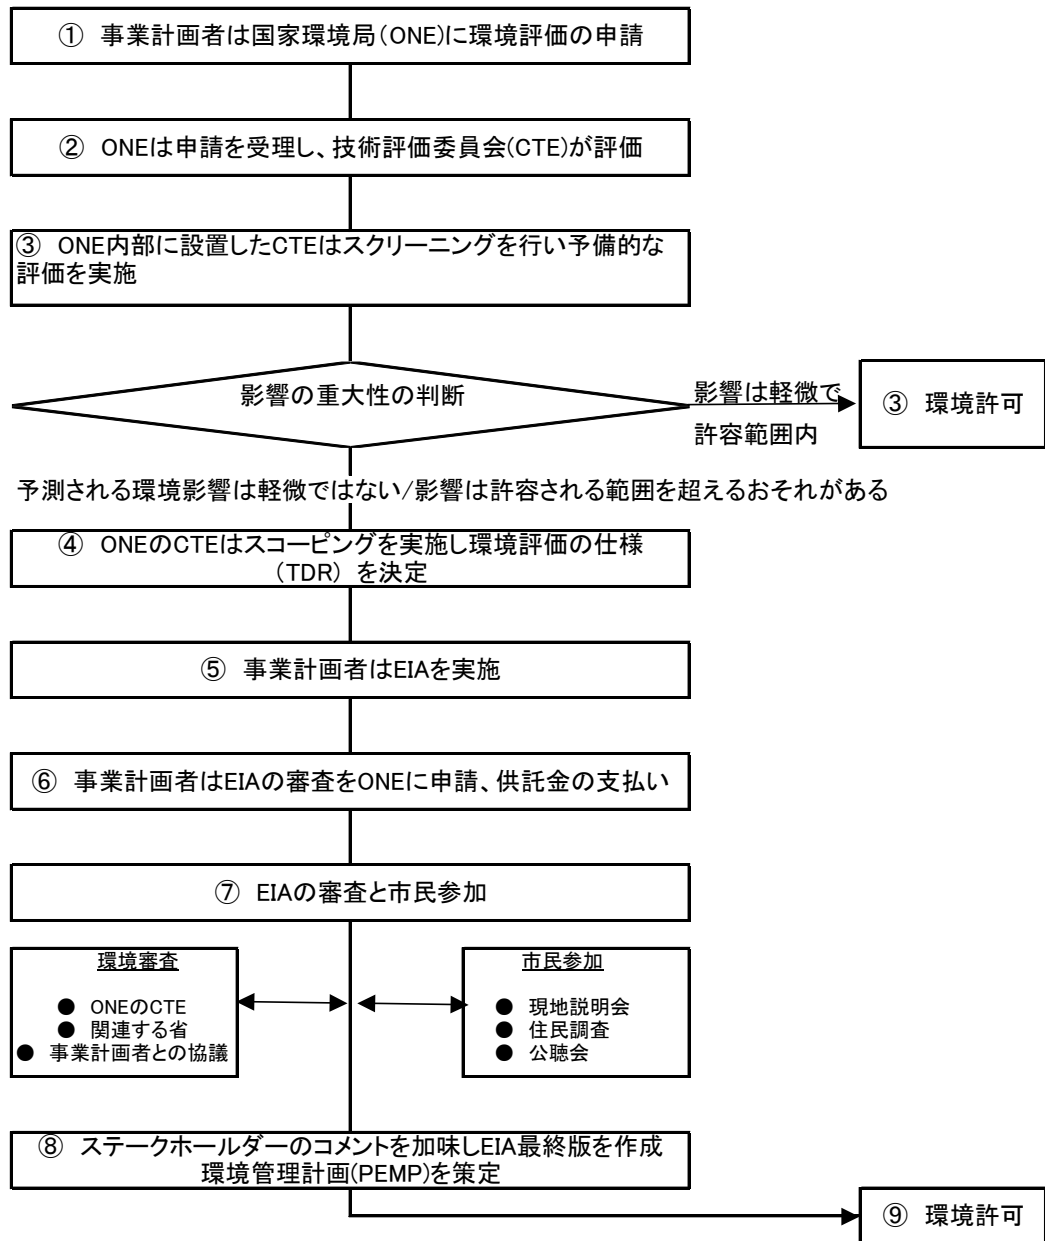 ① 事業計画者は国家環境局(ONE)に環境評価の申請
② ONEは申請を受理し、技術評価委員会(CTE)が評価
③ ONE内部に設置したCTEはスクリーニングを行い予備的な
評価を実施
影響の重大性の判断
影響は軽微で
許容範囲内
③ 環境許可
予測される環境影響は軽微ではない/影響は許容される範囲を超えるおそれがある
④ ONEのCTEはスコーピングを実施し環境評価の仕様
(TDR) を決定
⑤ 事業計画者はEIAを実施
⑥ 事業計画者はEIAの審査をONEに申請、供託金の支払い
⑦ EIAの審査と市民参加
環境審査
● ONEのCTE
● 関連する省
● 事業計画者との協議
市民参加
● 現地説明会
● 住民調査
● 公聴会
⑧ ステークホールダーのコメントを加味しEIA最終版を作成
環境管理計画(PEMP)を策定
⑨ 環境許可